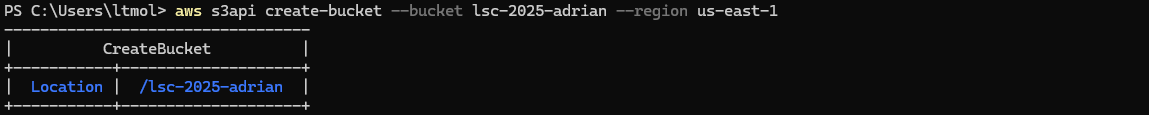 PS C:\Users\ltmol> aws s3api create-bucket --bucket lsc-2025-adrian --region us-east-1
---------------------------------
|          CreateBucket         |
+-----------+-------------------+
|  Location |  /lsc-2025-adrian |
+-----------+-------------------+